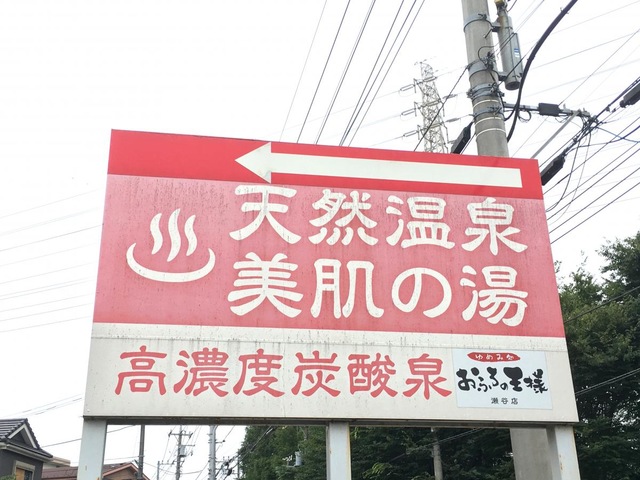 天然温泉
美肌の湯
高濃度炭酸泉
ゆめみ処
おふろの王様
瀬谷店